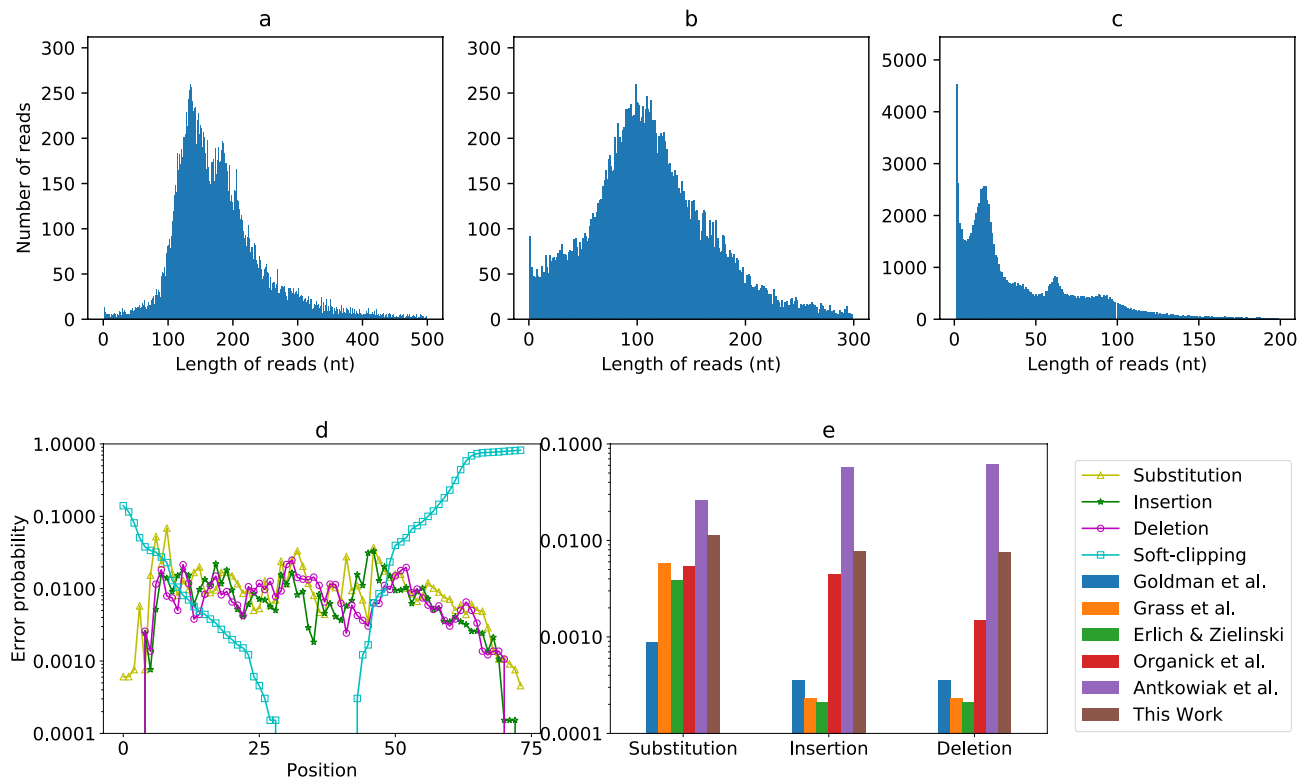 a
b
c
300
250
200
150
100
50
0
Number of reads
0 100 200 300 400 500
Length of reads (nt)
300
250
200
150
100
50
0
0 100 200 300
Length of reads (nt)
5000
4000
3000
2000
1000
0
0 50 100 150 200
Length of reads (nt)
d
e
1.0000
0.1000
0.0100
0.0010
0.0001
Error probability
0 25 50 75
Position
0.1000
0.0100
0.0010
0.0001
Substitution Insertion Deletion
Substitution
Insertion
Deletion
Soft-clipping
Goldman et al.
Grass et al.
Erlich & Zielinski
Organick et al.
Antkowiak et al.
This Work